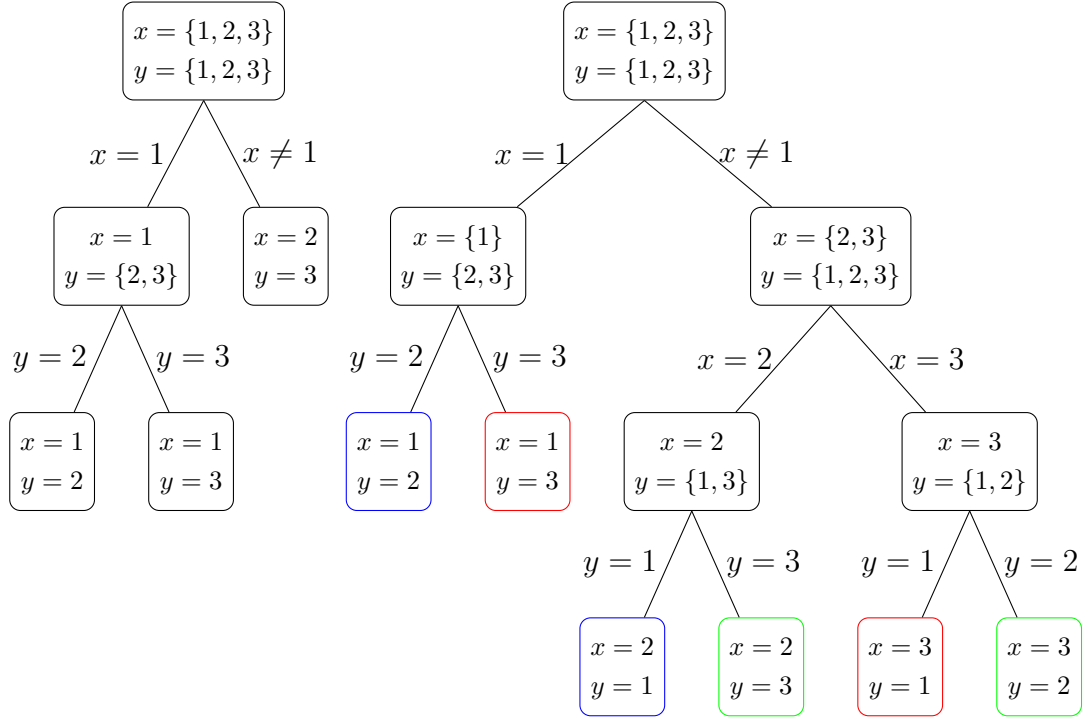 x = {1, 2, 3}
y = {1, 2, 3}
x = 1
x ≠ 1
x = 1
y = {2, 3}
x = 2
y = 3
y = 2
y = 3
x = 1
y = 2
x = 1
y = 3
x = {1, 2, 3}
y = {1, 2, 3}
x = 1
x ≠ 1
x = {1}
y = {2, 3}
x = {2, 3}
y = {1, 2, 3}
y = 2
y = 3
x = 2
x = 3
x = 1
y = 2
x = 1
y = 3
x = 2
y = {1, 3}
x = 3
y = {1, 2}
y = 1
y = 3
y = 1
y = 2
x = 2
y = 1
x = 2
y = 3
x = 3
y = 1
x = 3
y = 2